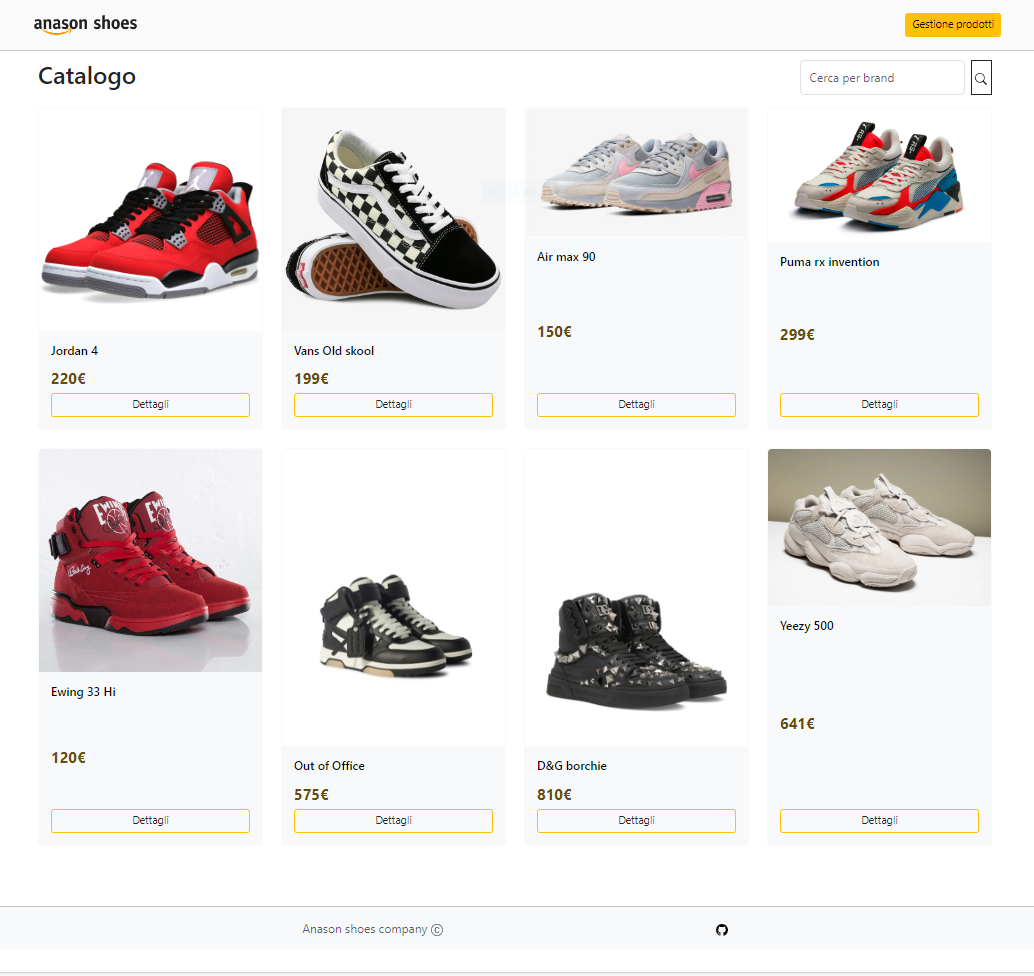 anason shoes
Gestione prodotti
Catalogo
Cerca per brand
Jordan 4
220€
Dettagli
Vans Old skool
199€
Dettagli
Air max 90
150€
Dettagli
Puma rx invention
299€
Dettagli
EWING
EWING
Ewing 33 Hi
120€
Dettagli
Out of Office
575€
Dettagli
D&G borchie
810€
Dettagli
Yeezy 500
641€
Dettagli
Anason shoes company ©